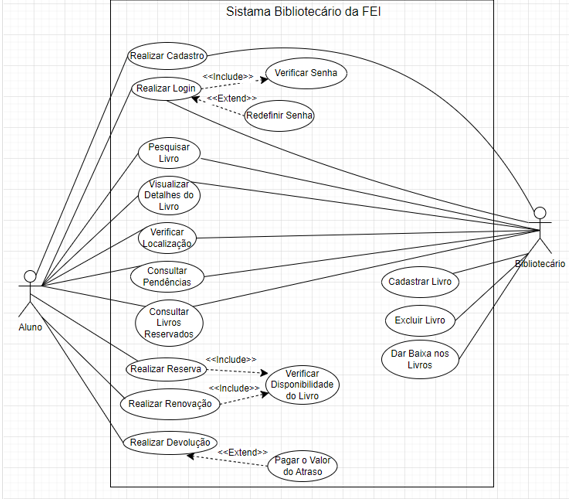 Sistama Bibliotecário da FEI
Realizar Cadastro
Realizar Login
<<Include>>
Verificar Senha
<<Extend>>
Redefinir Senha
Pesquisar
Livro
Visualizar
Detalhes do
Livro
Verificar
Localização
Consultar
Pendências
Consultar
Livros
Reservados
Aluno
Bibliotecário
Cadastrar Livro
Excluir Livro
Dar Baixa nos
Livros
Realizar Reserva
<<Include>>
Realizar Renovação
<<Include>>
Verificar
Disponibilidade
do Livro
Realizar Devolução
<<Extend>>
Pagar o Valor
do Atraso